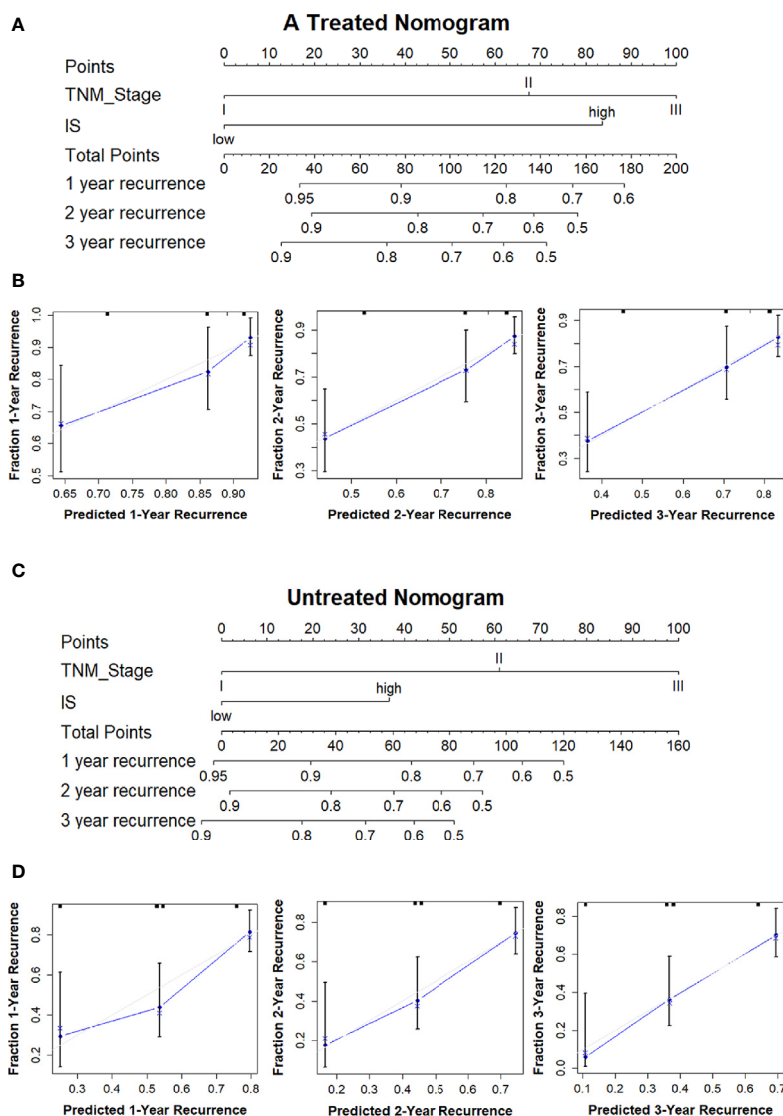 A
A Treated Nomogram
Points
0 10 20 30 40 50 60 70 80 90 100
TNM_Stage
I II III
IS
low high
Total Points
0 20 40 60 80 100 120 140 160 180 200
1 year recurrence
0.95 0.9 0.8 0.7 0.6
2 year recurrence
0.9 0.8 0.7 0.6 0.5
3 year recurrence
0.9 0.8 0.7 0.6 0.5
B
Fraction 1-Year Recurrence
0.5 0.6 0.7 0.8 0.9 1.0
0.65 0.70 0.75 0.80 0.85 0.90
Predicted 1-Year Recurrence
Fraction 2-Year Recurrence
0.3 0.5 0.7 0.9
0.5 0.6 0.7 0.8
Predicted 2-Year Recurrence
Fraction 3-Year Recurrence
0.3 0.5 0.7 0.9
0.4 0.5 0.6 0.7 0.8
Predicted 3-Year Recurrence
C
Untreated Nomogram
Points
0 10 20 30 40 50 60 70 80 90 100
TNM_Stage
I II III
IS
low high
Total Points
0 20 40 60 80 100 120 140 160
1 year recurrence
0.95 0.9 0.8 0.7 0.6 0.5
2 year recurrence
0.9 0.8 0.7 0.6 0.5
3 year recurrence
0.9 0.8 0.7 0.6 0.5
D
Fraction 1-Year Recurrence
0.2 0.4 0.6 0.8
0.3 0.4 0.5 0.6 0.7 0.8
Predicted 1-Year Recurrence
Fraction 2-Year Recurrence
0.2 0.4 0.6 0.8
0.2 0.3 0.4 0.5 0.6 0.7
Predicted 2-Year Recurrence
Fraction 3-Year Recurrence
0.0 0.2 0.4 0.6 0.8
0.1 0.2 0.3 0.4 0.5 0.6 0.7
Predicted 3-Year Recurrence